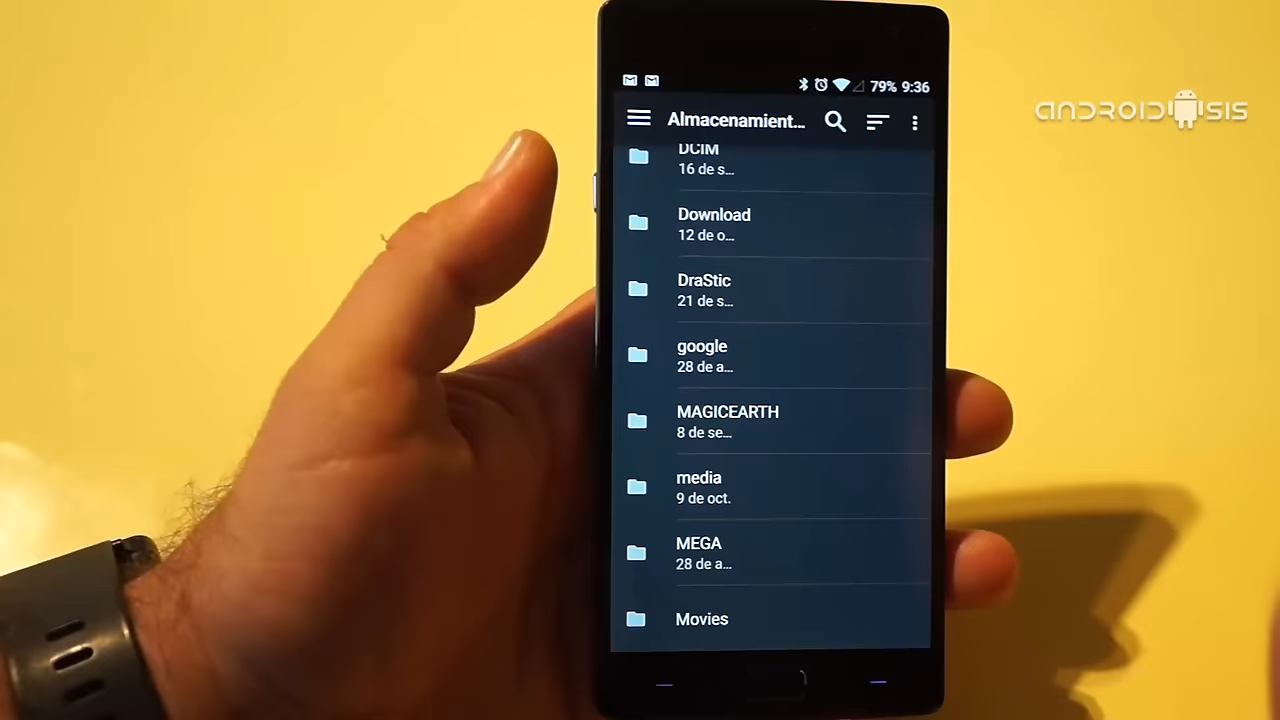 79% 9:36
ANDROIDSIS
Almacenamient...
DCIM
16 de s...
Download
12 de o...
DraStic
21 de s...
google
28 de a...
MAGICEARTH
8 de se...
media
9 de oct.
MEGA
28 de a...
Movies